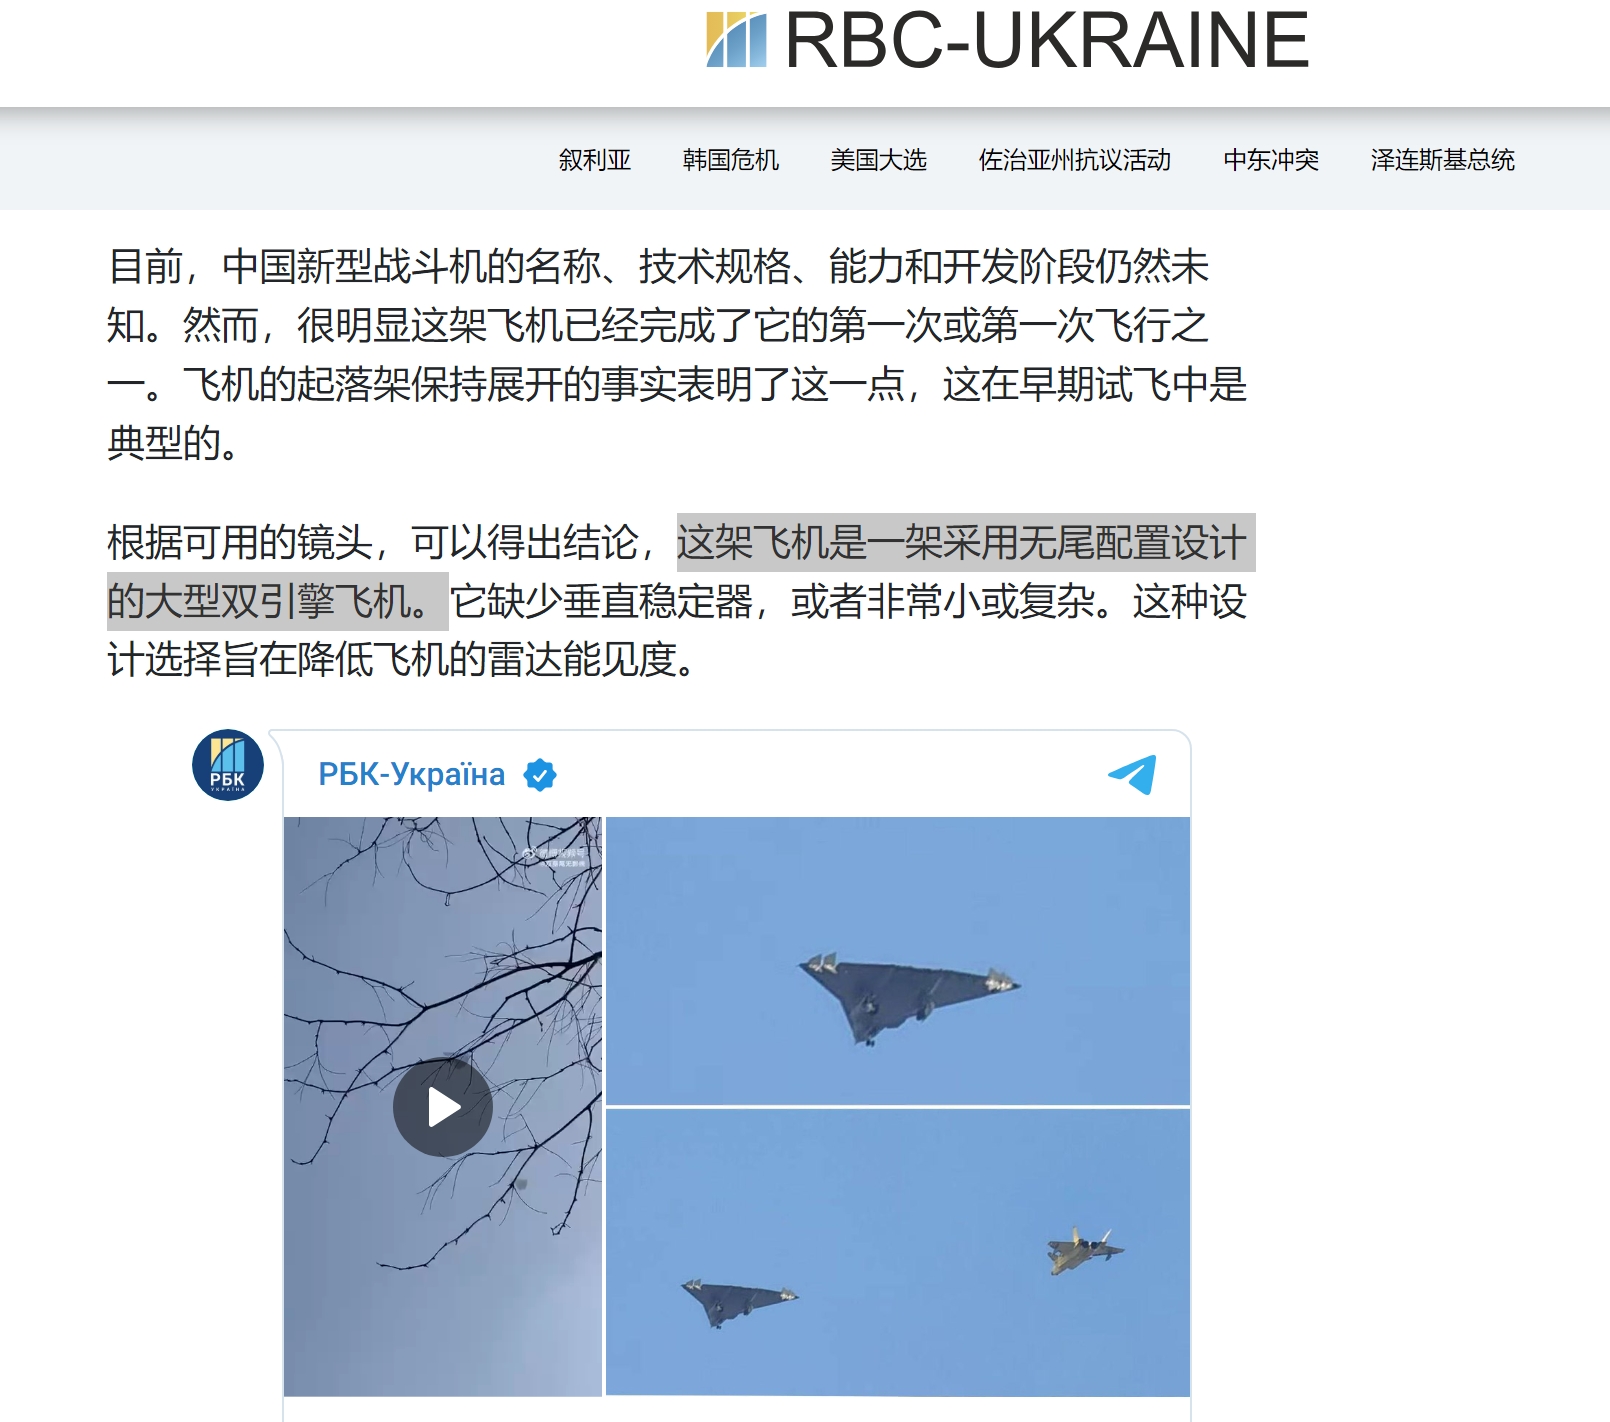 RBC-UKRAINE
叙利亚 韩国危机 美国大选 佐治亚州抗议活动 中东冲突 泽连斯基总统
目前，中国新型战斗机的名称、技术规格、能力和开发阶段仍然未
知。然而，很明显这架飞机已经完成了它的第一次或第一次飞行之
一。飞机的起落架保持展开的事实表明了这一点，这在早期试飞中是
典型的。
根据可用的镜头，可以得出结论，这架飞机是一架采用无尾配置设计
的大型双引擎飞机。它缺少垂直稳定器，或者非常小或复杂。这种设
计选择旨在降低飞机的雷达能见度。
РБК
УКРАЇНА
РБК-Україна